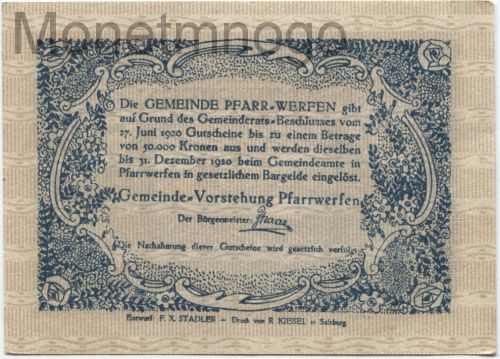 Monetmnogo
Die GEMEINDE PFARR-WERFEN gibt
auf Grund des Gemeinderats-Beschlusses vom
27. Juni 1920 Gutscheine bis zu einem Betrage
von 50.000 Kronen aus und werden dieselben
bis 31. Dezember 1920 beim Gemeindeamte in
Pfarrwerfen in gesetzlichem Bargelde eingelöst.
Gemeinde-Vorstehung Pfarrwerfen
Der Bürgermeister:
Die Nachahmung dieser Gutscheine wird gesetzlich verfolgt.
Entwurf: F. X. STADLER – Druck von R. KIESEL in Salzburg